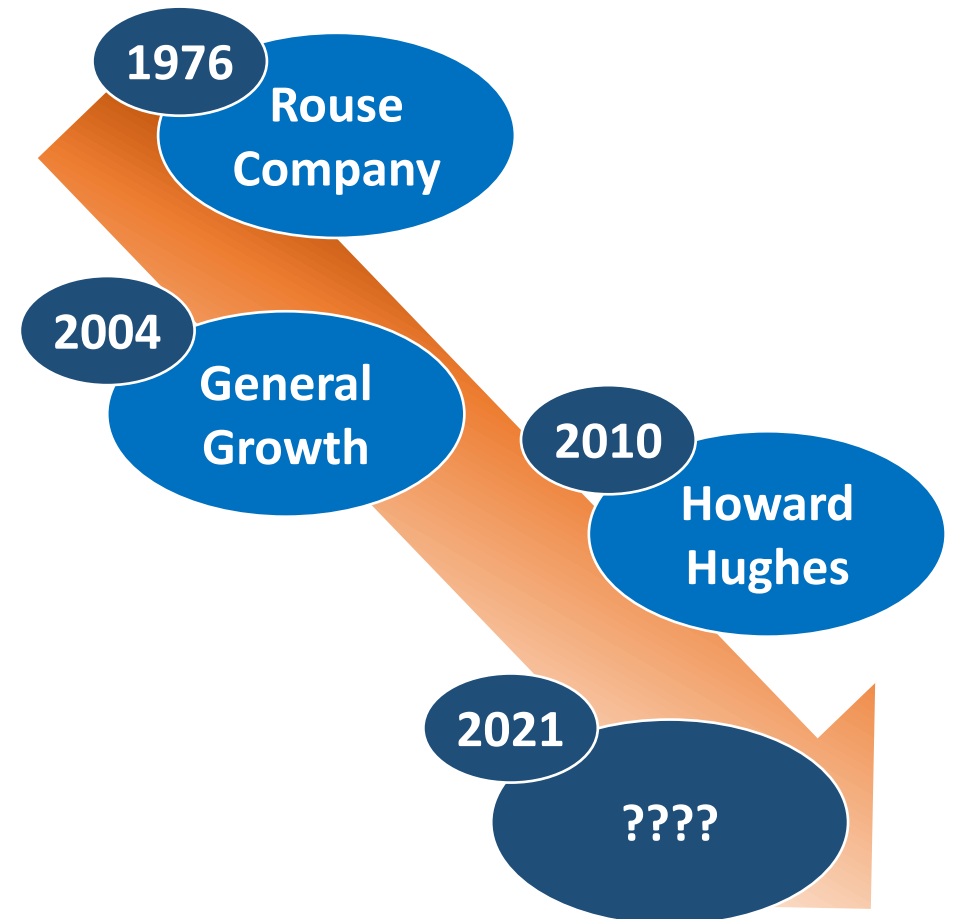 1976
Rouse
Company
2004
General
Growth
2010
Howard
Hughes
2021
????